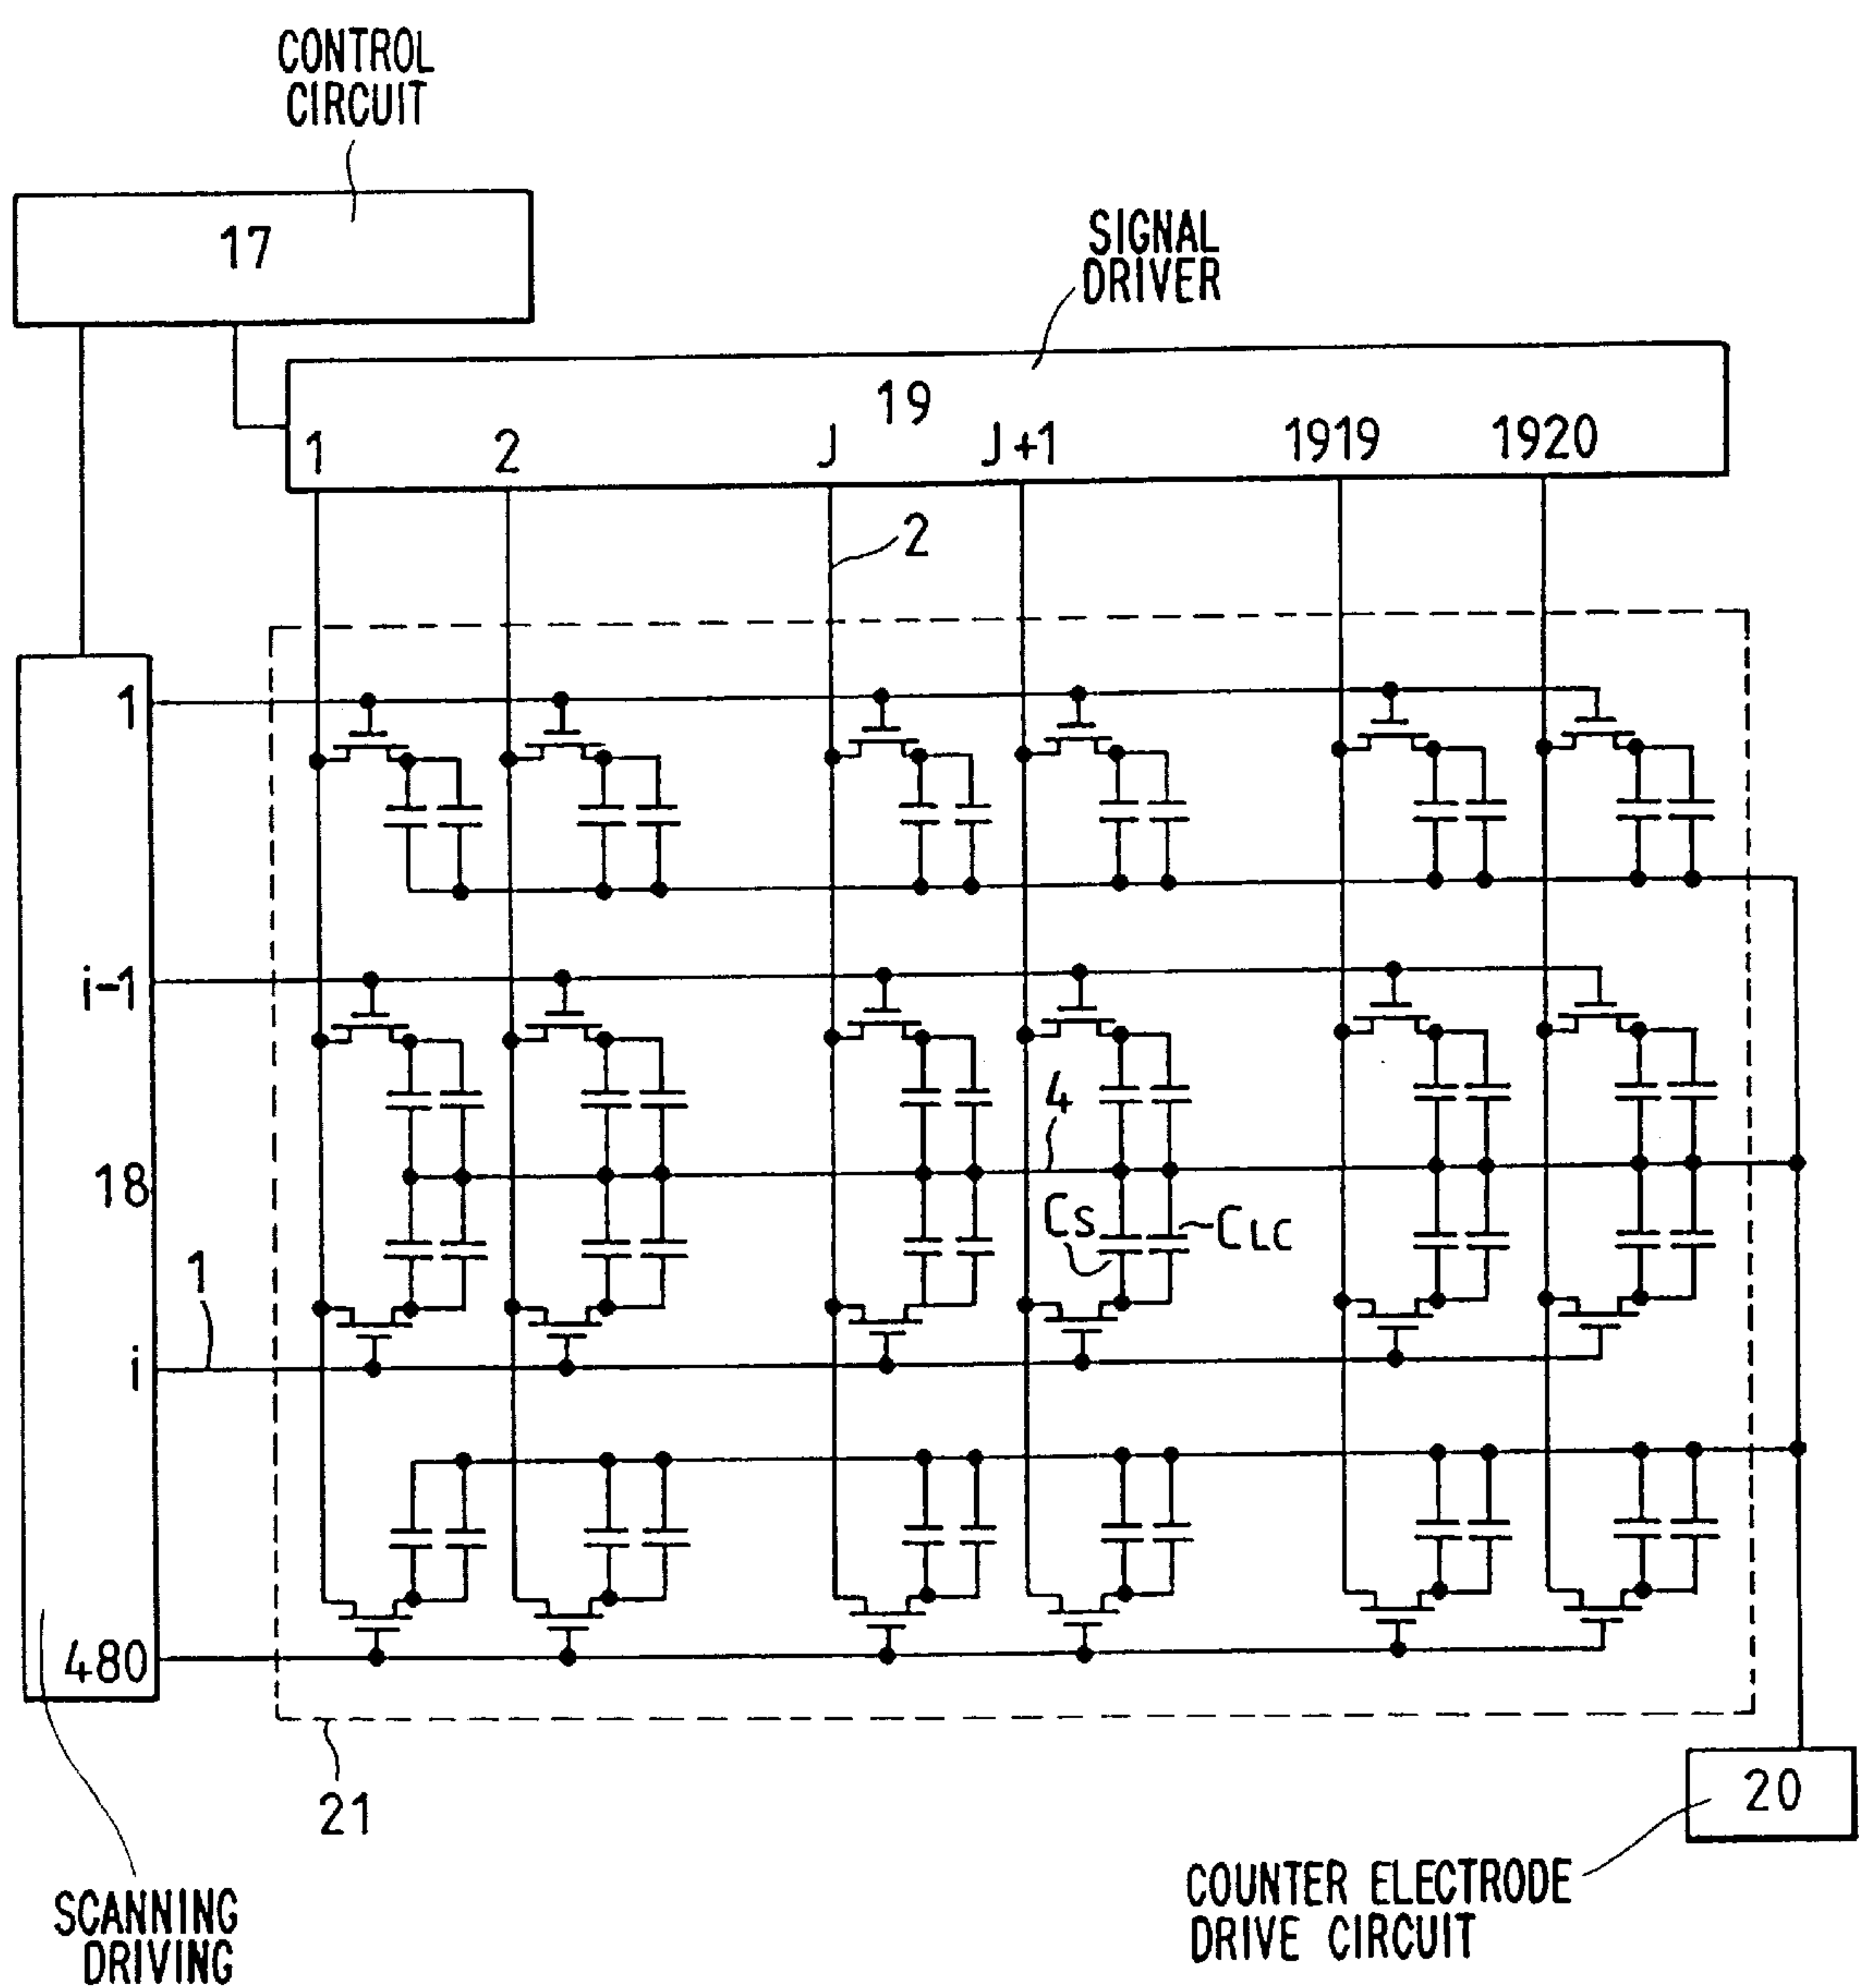 CONTROL
CIRCUIT
17
SIGNAL
DRIVER
19
1 2 J J+1 1919 1920
2
1
i-1
4
18
CS CLC
1
i
480
21
20
SCANNING
DRIVING
COUNTER ELECTRODE
DRIVE CIRCUIT